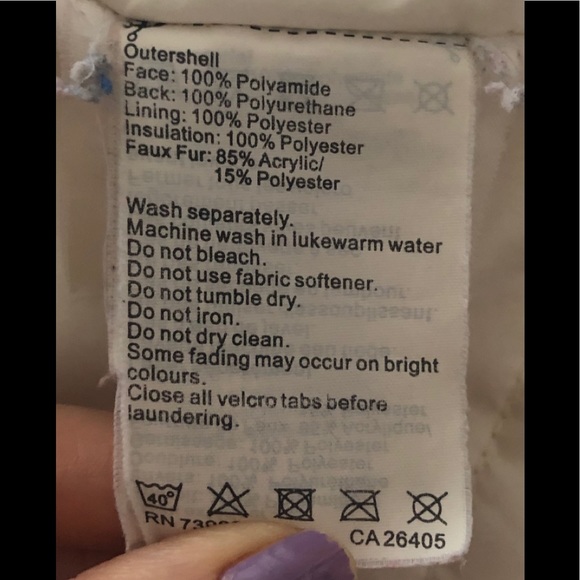 Outershell
Face: 100% Polyamide
Back: 100% Polyurethane
Lining: 100% Polyester
Insulation: 100% Polyester
Faux Fur: 85% Acrylic/
15% Polyester
Wash separately.
Machine wash in lukewarm water
Do not bleach.
Do not use fabric softener.
Do not tumble dry.
Do not iron.
Do not dry clean.
Some fading may occur on bright
colours.
Close all velcro tabs before
laundering.
40°
RN
CA 26405